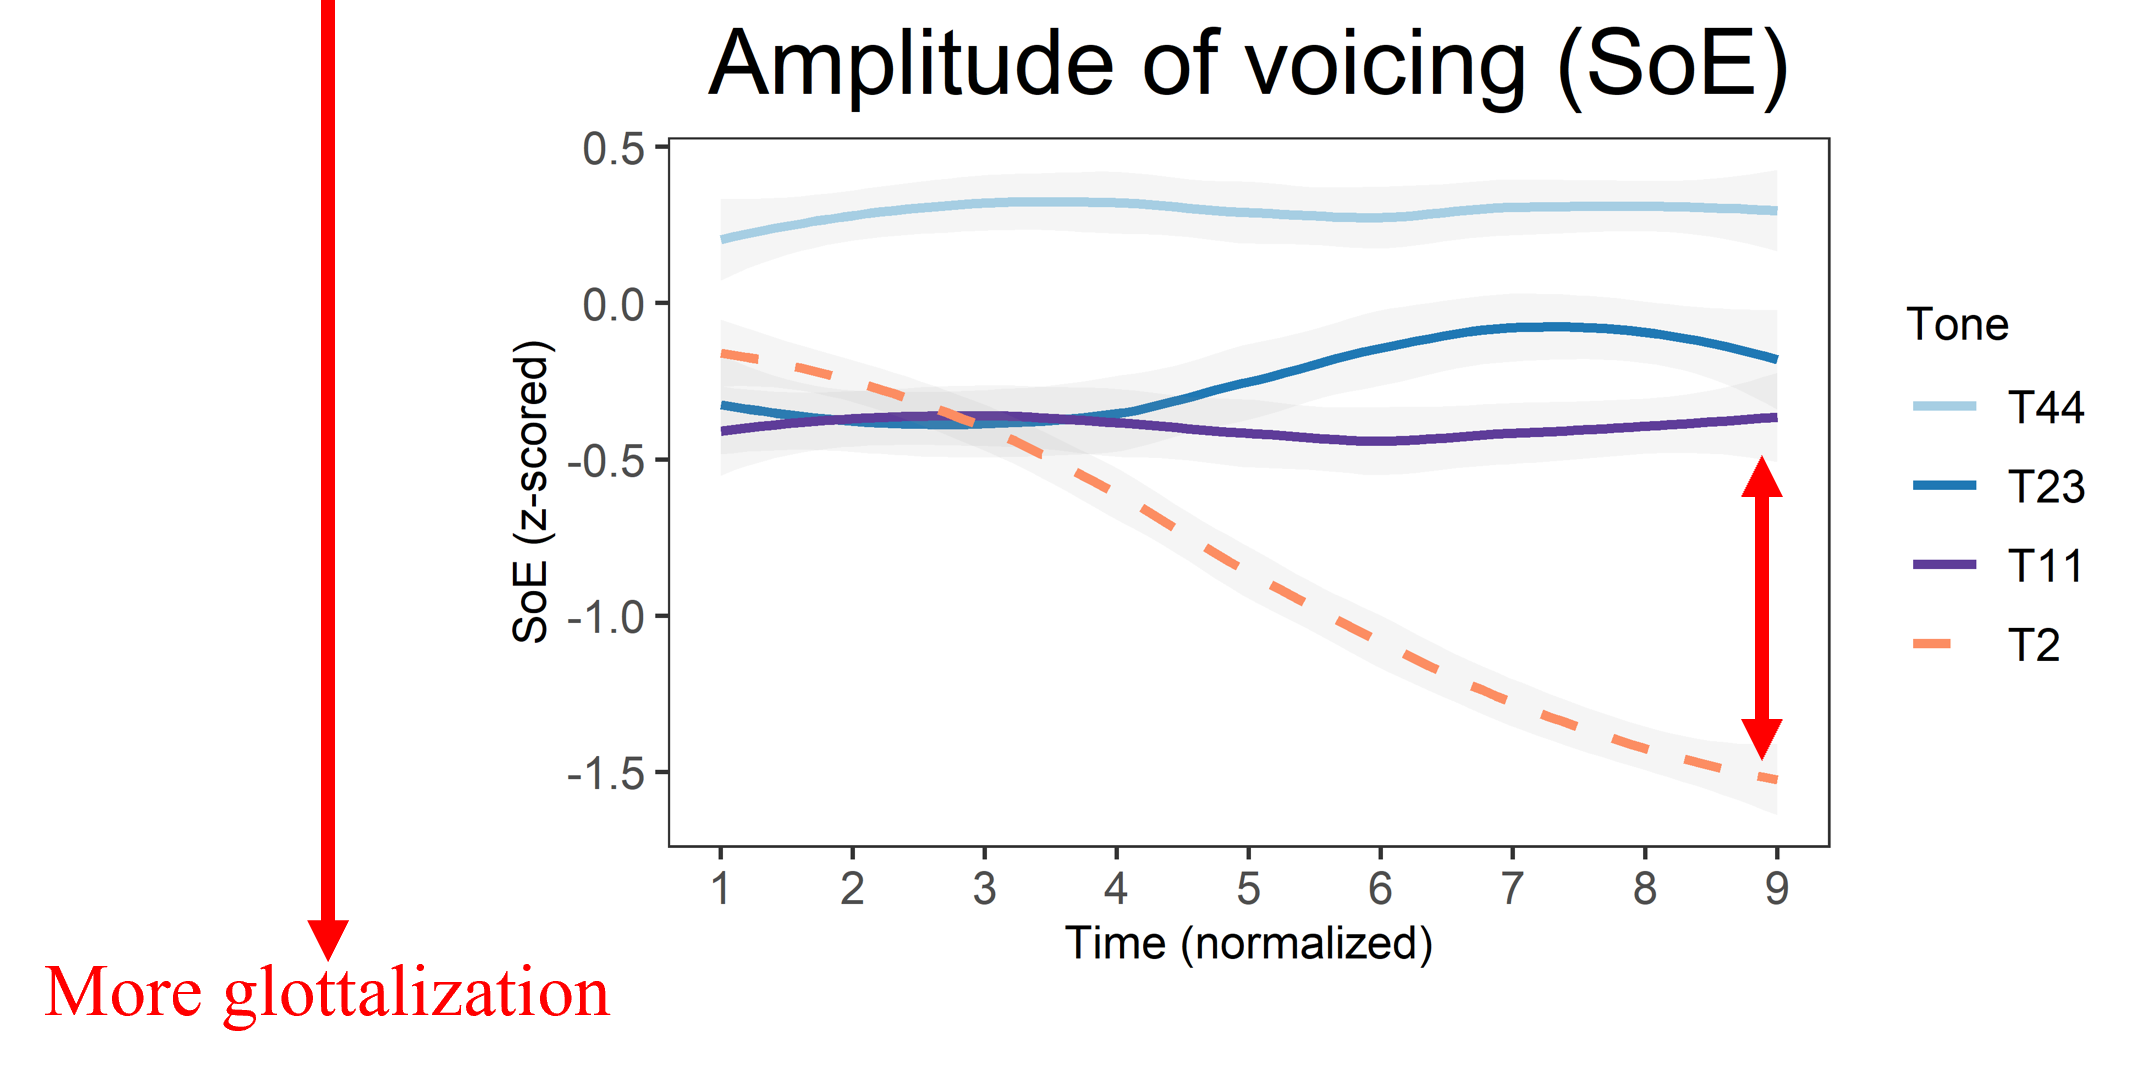 Amplitude of voicing (SoE)
0.5
0.0
-0.5
-1.0
-1.5
SoE (z-scored)
1 2 3 4 5 6 7 8 9
Time (normalized)
Tone
T44
T23
T11
T2
More glottalization